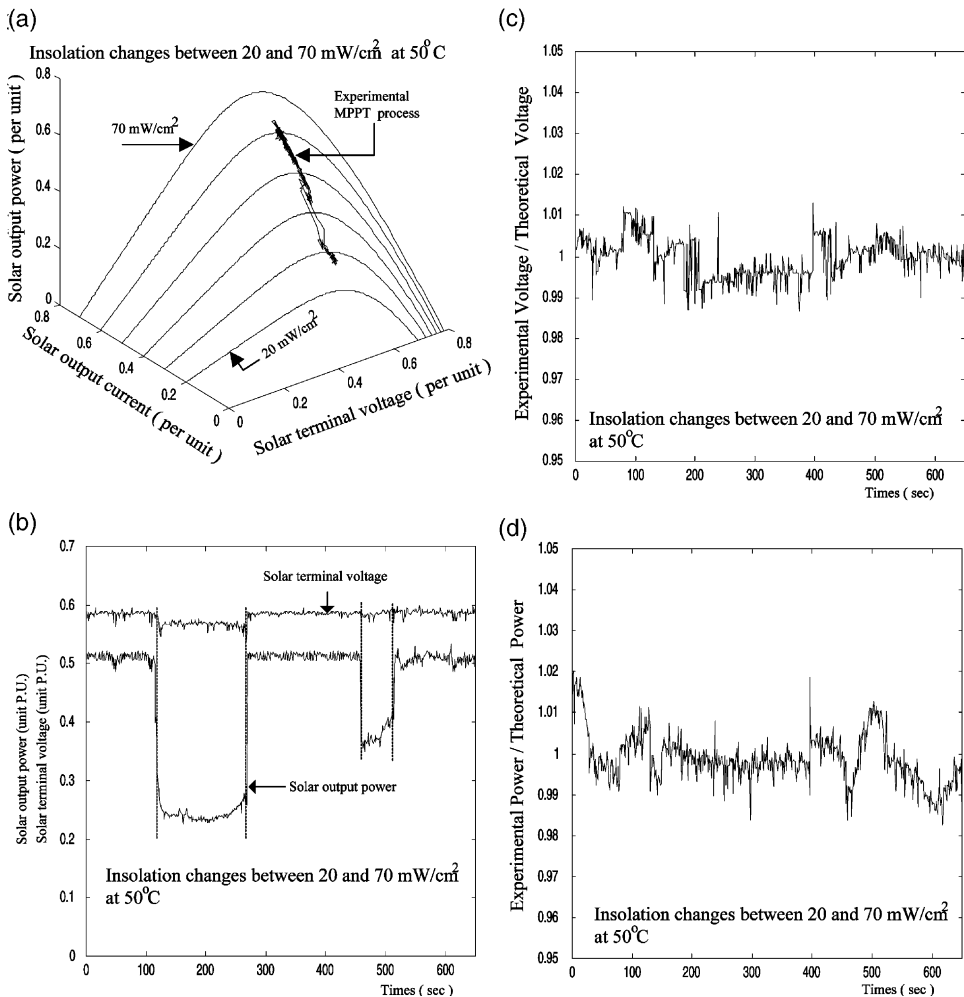 (a)
Insolation changes between 20 and 70 mW/cm² at 50°C
0.8
0.6
0.4
0.2
0
Solar output power ( per unit )
70 mW/cm²
Experimental
MPPT process
20 mW/cm²
0.8
0.6
0.4
0.2
0
Solar output current ( per unit )
0
0.2
0.4
0.6
0.8
Solar terminal voltage ( per unit )
(b)
0.7
0.6
0.5
0.4
0.3
0.2
0.1
0
Solar output power (unit P.U.)
Solar terminal voltage (unit P.U.)
Solar terminal voltage
Solar output power
Insolation changes between 20 and 70 mW/cm²
at 50°C
0 100 200 300 400 500 600
Times ( sec )
(c)
1.05
1.04
1.03
1.02
1.01
1
0.99
0.98
0.97
0.96
0.95
Experimental Voltage / Theoretical Voltage
Insolation changes between 20 and 70 mW/cm²
at 50°C
0 100 200 300 400 500 600
Times ( sec)
(d)
1.05
1.04
1.03
1.02
1.01
1
0.99
0.98
0.97
0.96
0.95
Experimental Power / Theoretical Power
Insolation changes between 20 and 70 mW/cm²
at 50°C
0 100 200 300 400 500 600
Times ( sec )